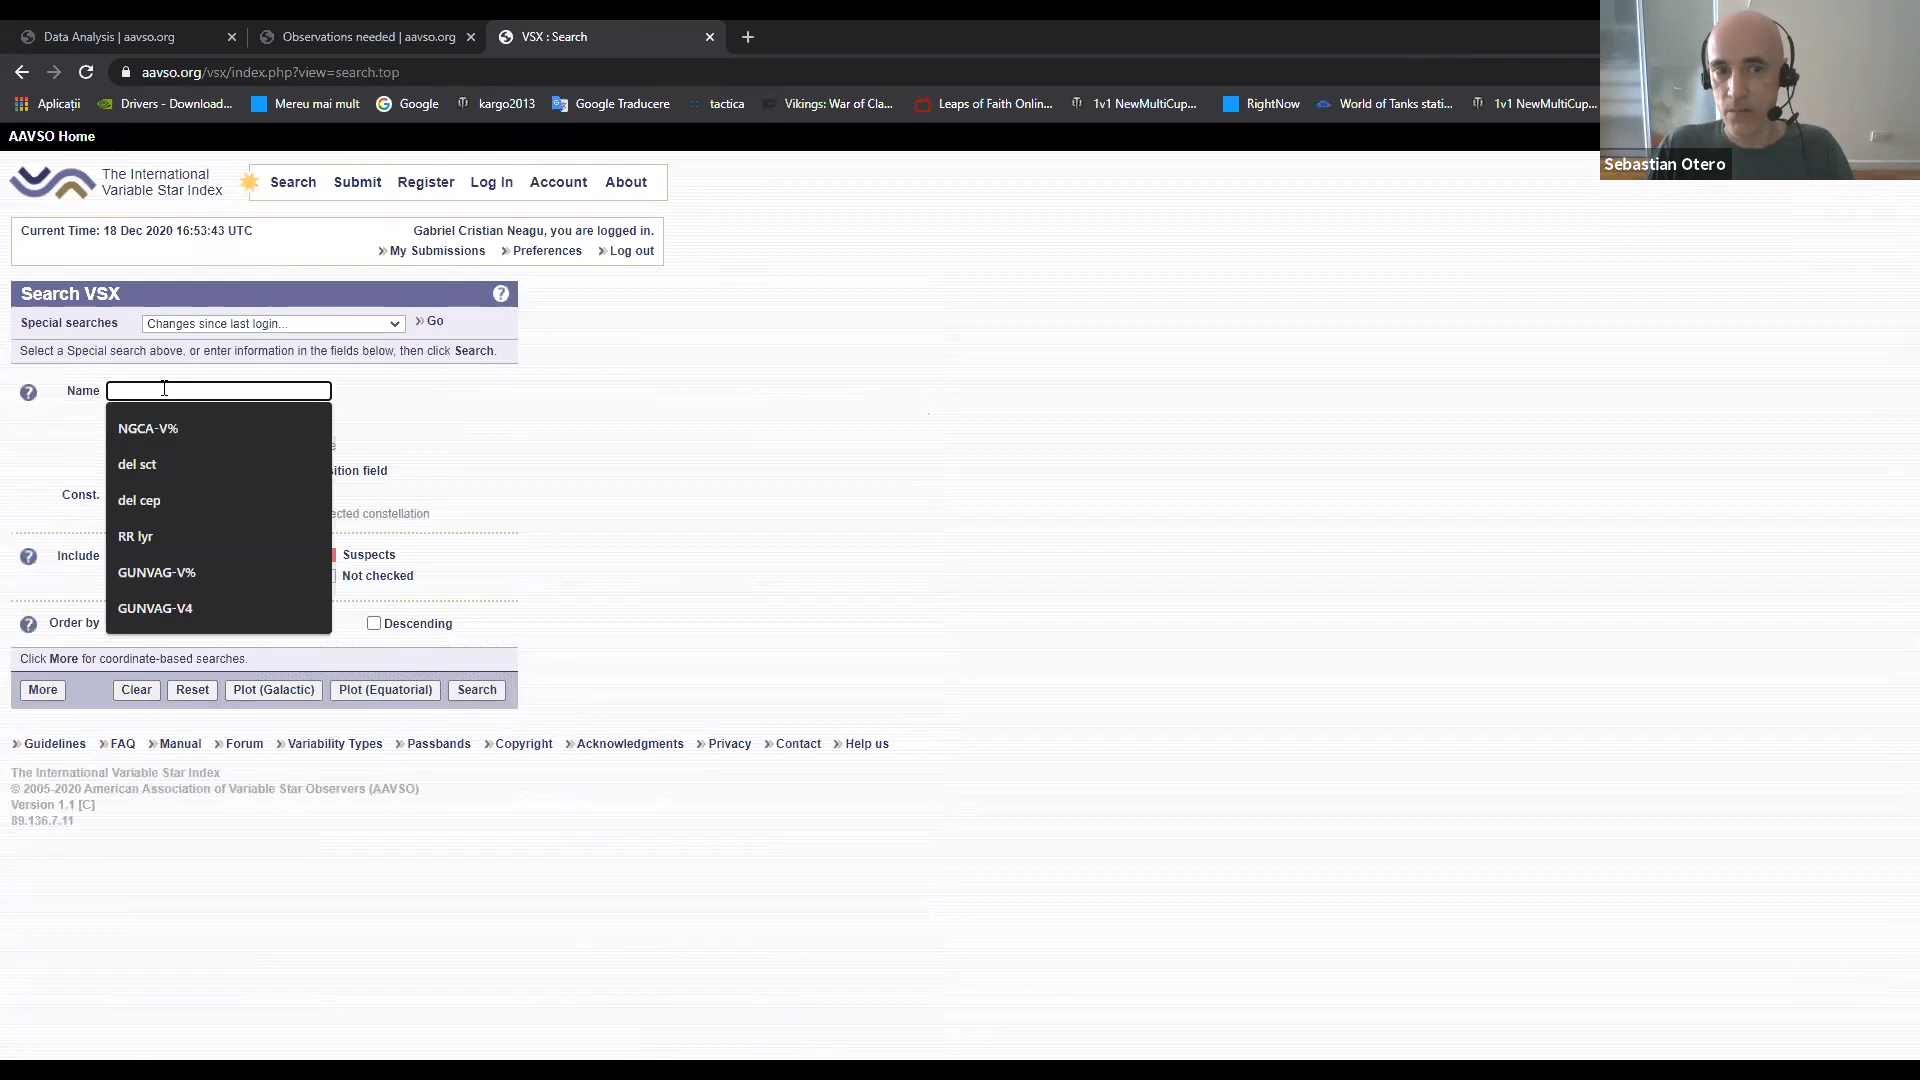 Data Analysis | aavso.org
Observations needed | aavso.org
VSX : Search
aavso.org/vsx/index.php?view=search.top
Aplicații
Drivers - Download...
Mereu mai mult
Google
kargo2013
Google Traducere
tactica
Vikings: War of Cla...
Leaps of Faith Onlin...
1v1 NewMultiCup...
RightNow
World of Tanks stati...
1v1 NewMultiCup...
Sebastian Otero
AAVSO Home
The International
Variable Star Index
Search
Submit
Register
Log In
Account
About
Current Time: 18 Dec 2020 16:53:43 UTC
Gabriel Cristian Neagu, you are logged in.
My Submissions
Preferences
Log out
Search VSX
Special searches
Changes since last login...
Go
Select a Special search above, or enter information in the fields below, then click Search.
Name
NGCA-V%
del sct
del cep
RR lyr
GUNVAG-V%
GUNVAG-V4
ition field
Const.
ected constellation
Include
Suspects
Not checked
Order by
Descending
Click More for coordinate-based searches.
More
Clear
Reset
Plot (Galactic)
Plot (Equatorial)
Search
Guidelines
FAQ
Manual
Forum
Variability Types
Passbands
Copyright
Acknowledgments
Privacy
Contact
Help us
The International Variable Star Index
© 2005-2020 American Association of Variable Star Observers (AAVSO)
Version 1.1 [C]
89.136.7.11